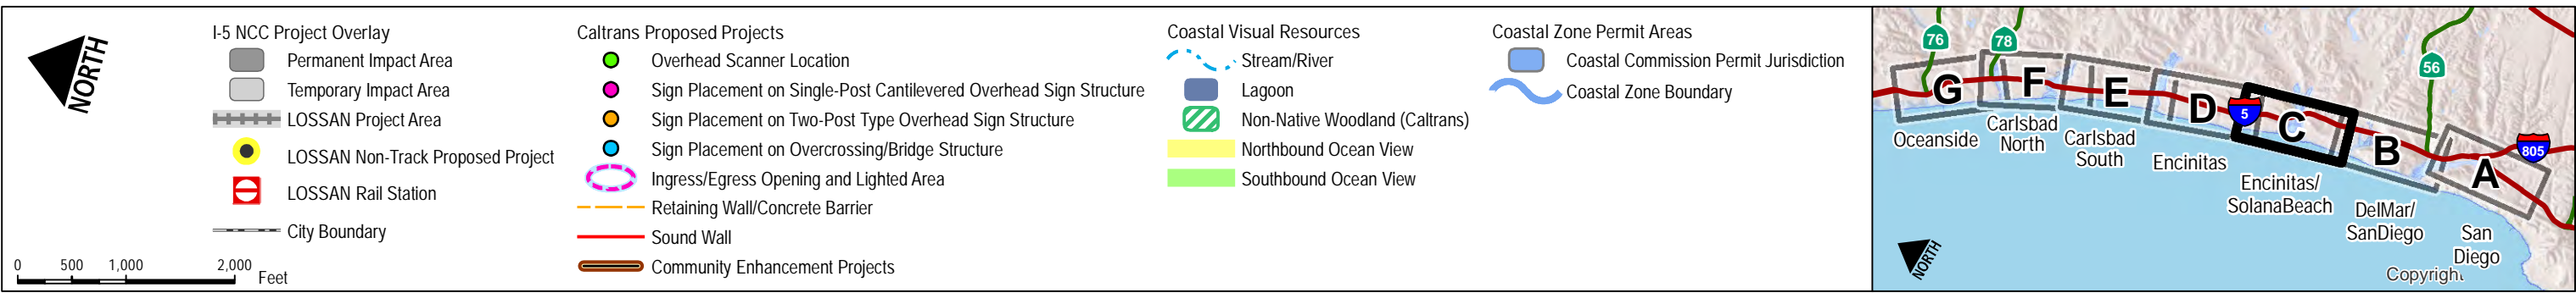 NORTH
0 500 1,000 2,000
Feet
I-5 NCC Project Overlay
Permanent Impact Area
Temporary Impact Area
LOSSAN Project Area
LOSSAN Non-Track Proposed Project
LOSSAN Rail Station
City Boundary
Caltrans Proposed Projects
Overhead Scanner Location
Sign Placement on Single-Post Cantilevered Overhead Sign Structure
Sign Placement on Two-Post Type Overhead Sign Structure
Sign Placement on Overcrossing/Bridge Structure
Ingress/Egress Opening and Lighted Area
Retaining Wall/Concrete Barrier
Sound Wall
Community Enhancement Projects
Coastal Visual Resources
Stream/River
Lagoon
Non-Native Woodland (Caltrans)
Northbound Ocean View
Southbound Ocean View
Coastal Zone Permit Areas
Coastal Commission Permit Jurisdiction
Coastal Zone Boundary
76
78
56
5
805
G
F
E
D
C
B
A
Oceanside
Carlsbad
North
Carlsbad
South
Encinitas
Encinitas/
SolanaBeach
DelMar/
SanDiego
San
Diego
NORTH
Copyright